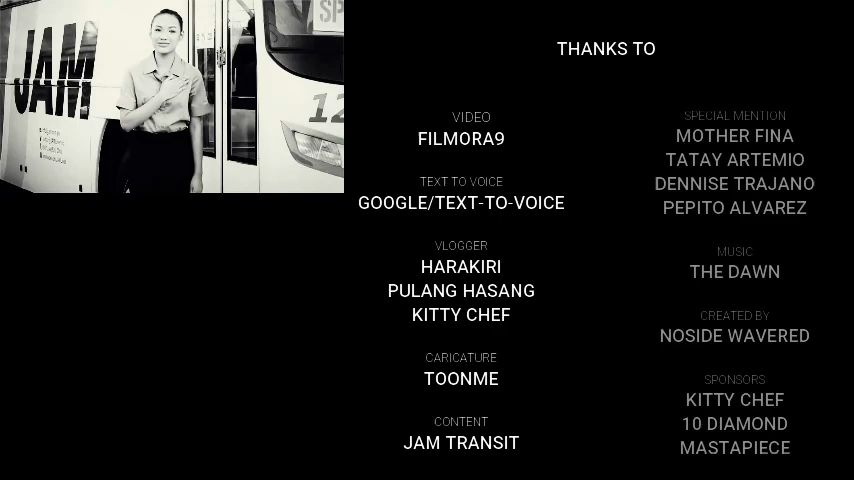 JAM
SP
12
THANKS TO
VIDEO
FILMORA9
TEXT TO VOICE
GOOGLE/TEXT-TO-VOICE
VLOGGER
HARAKIRI
PULANG HASANG
KITTY CHEF
CARICATURE
TOONME
CONTENT
JAM TRANSIT
SPECIAL MENTION
MOTHER FINA
TATAY ARTEMIO
DENNISE TRAJANO
PEPITO ALVAREZ
MUSIC
THE DAWN
CREATED BY
NOSIDE WAVERED
SPONSORS
KITTY CHEF
10 DIAMOND
MASTAPIECE